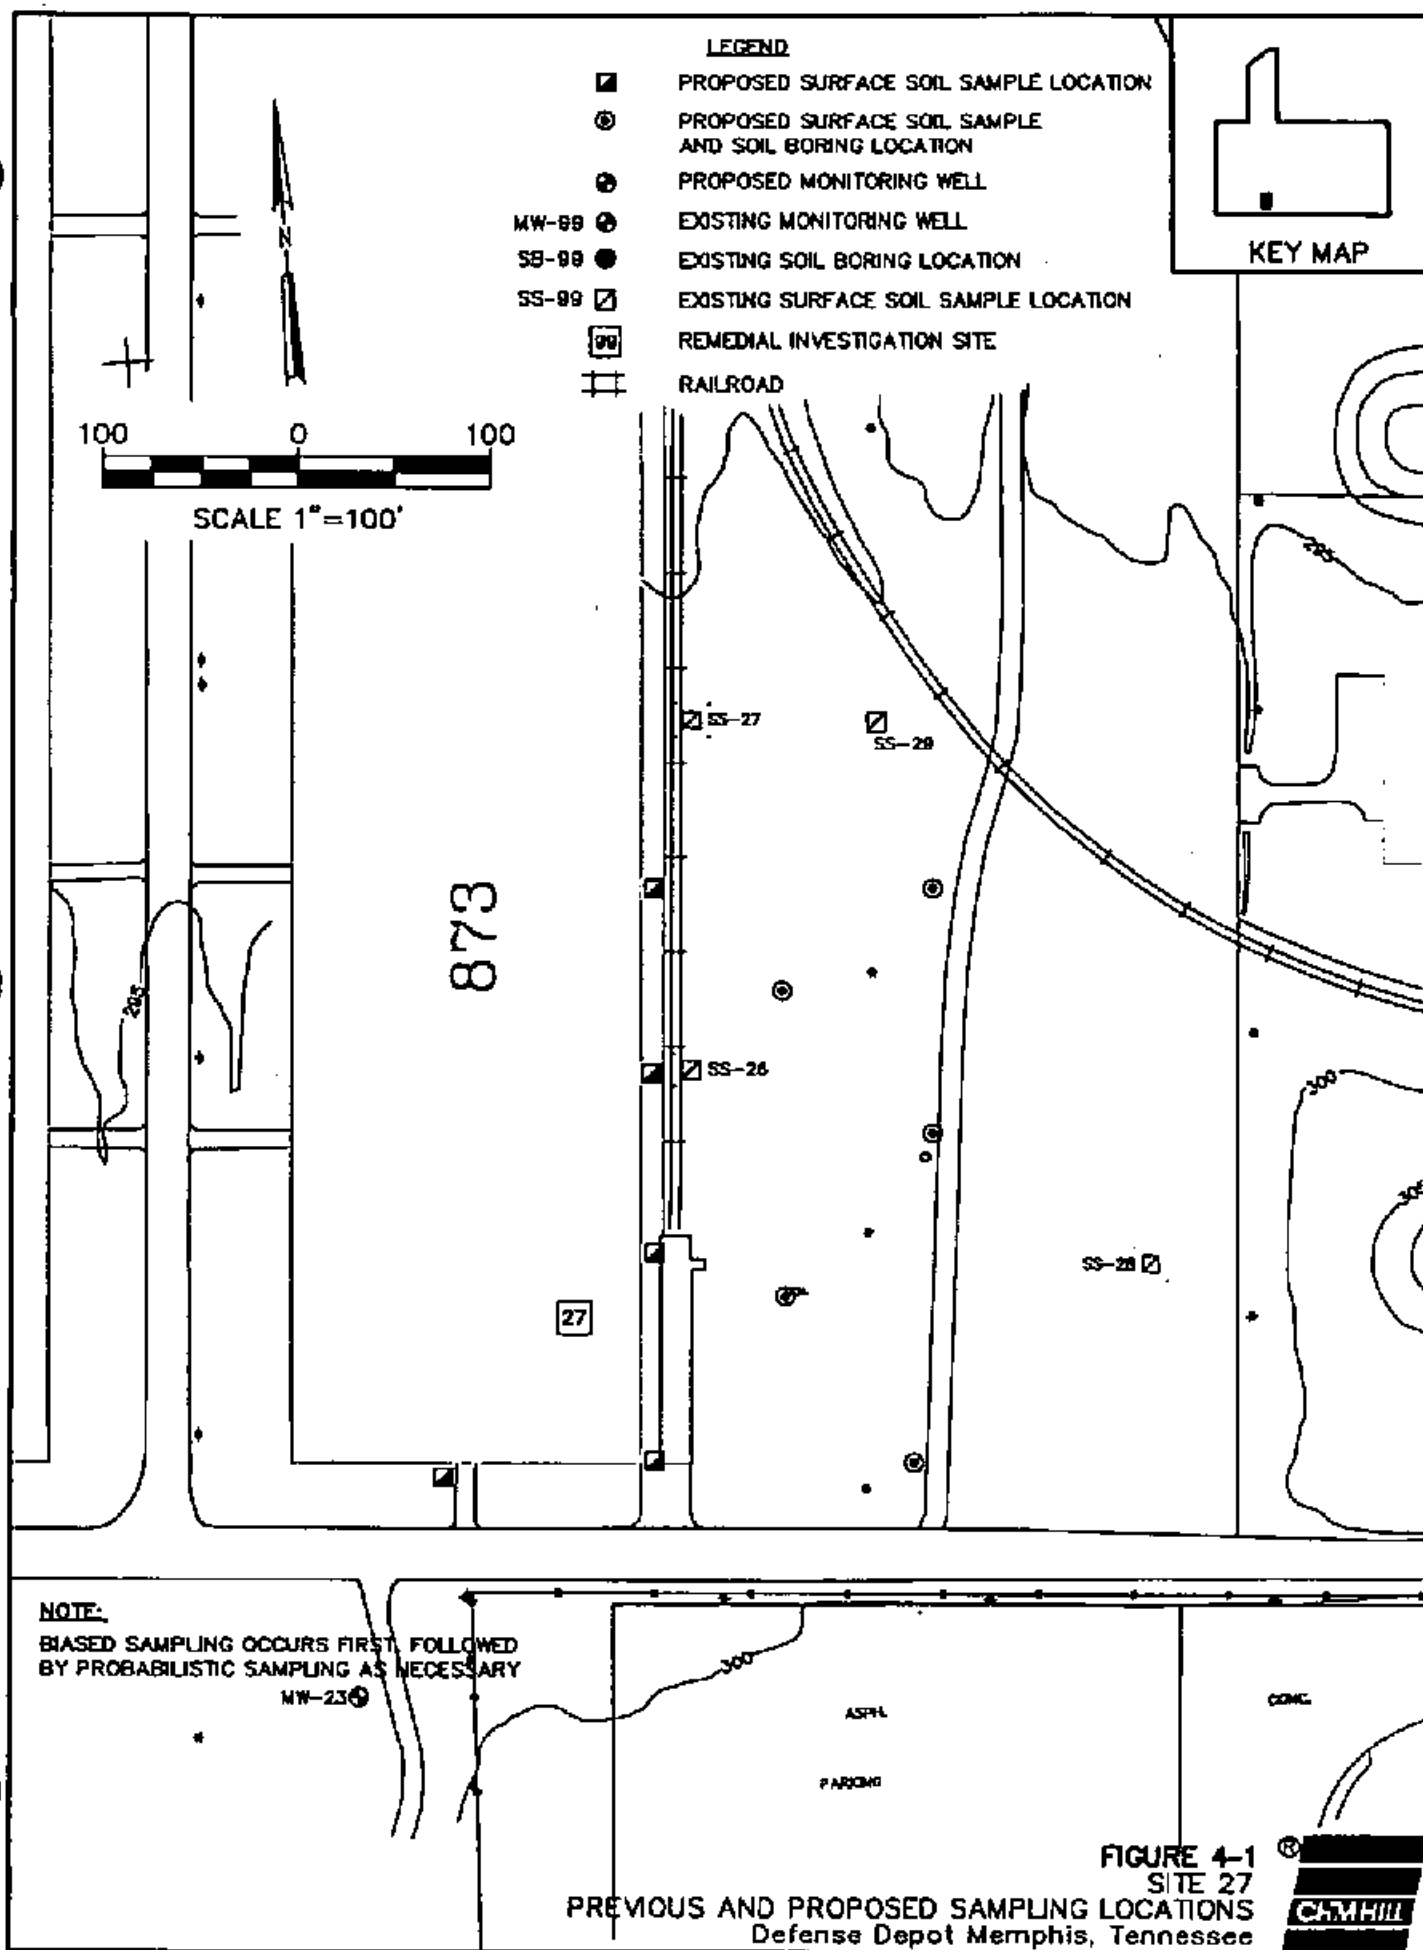 LEGEND
PROPOSED SURFACE SOIL SAMPLE LOCATION
PROPOSED SURFACE SOIL SAMPLE
AND SOIL BORING LOCATION
PROPOSED MONITORING WELL
MW-99 EXISTING MONITORING WELL
SB-99 EXISTING SOIL BORING LOCATION
SS-99 EXISTING SURFACE SOIL SAMPLE LOCATION
99 REMEDIAL INVESTIGATION SITE
RAILROAD
KEY MAP
N
100 0 100
SCALE 1"=100'
295
SS-27
SS-29
873
295
SS-26
300
305
SS-28
27
NOTE:
BIASED SAMPLING OCCURS FIRST, FOLLOWED
BY PROBABILISTIC SAMPLING AS NECESSARY
MW-23
300
ASPH.
CONC.
PARKING
FIGURE 4-1
SITE 27
PREVIOUS AND PROPOSED SAMPLING LOCATIONS
Defense Depot Memphis, Tennessee
®
CH2M HILL